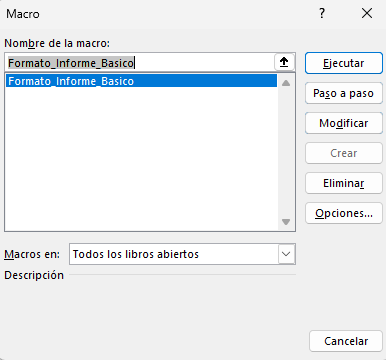 Macro
?
Nombre de la macro:
Formato_Informe_Basico
Formato_Informe_Basico
Ejecutar
Paso a paso
Modificar
Crear
Eliminar
Opciones...
Macros en:
Todos los libros abiertos
Descripción
Cancelar